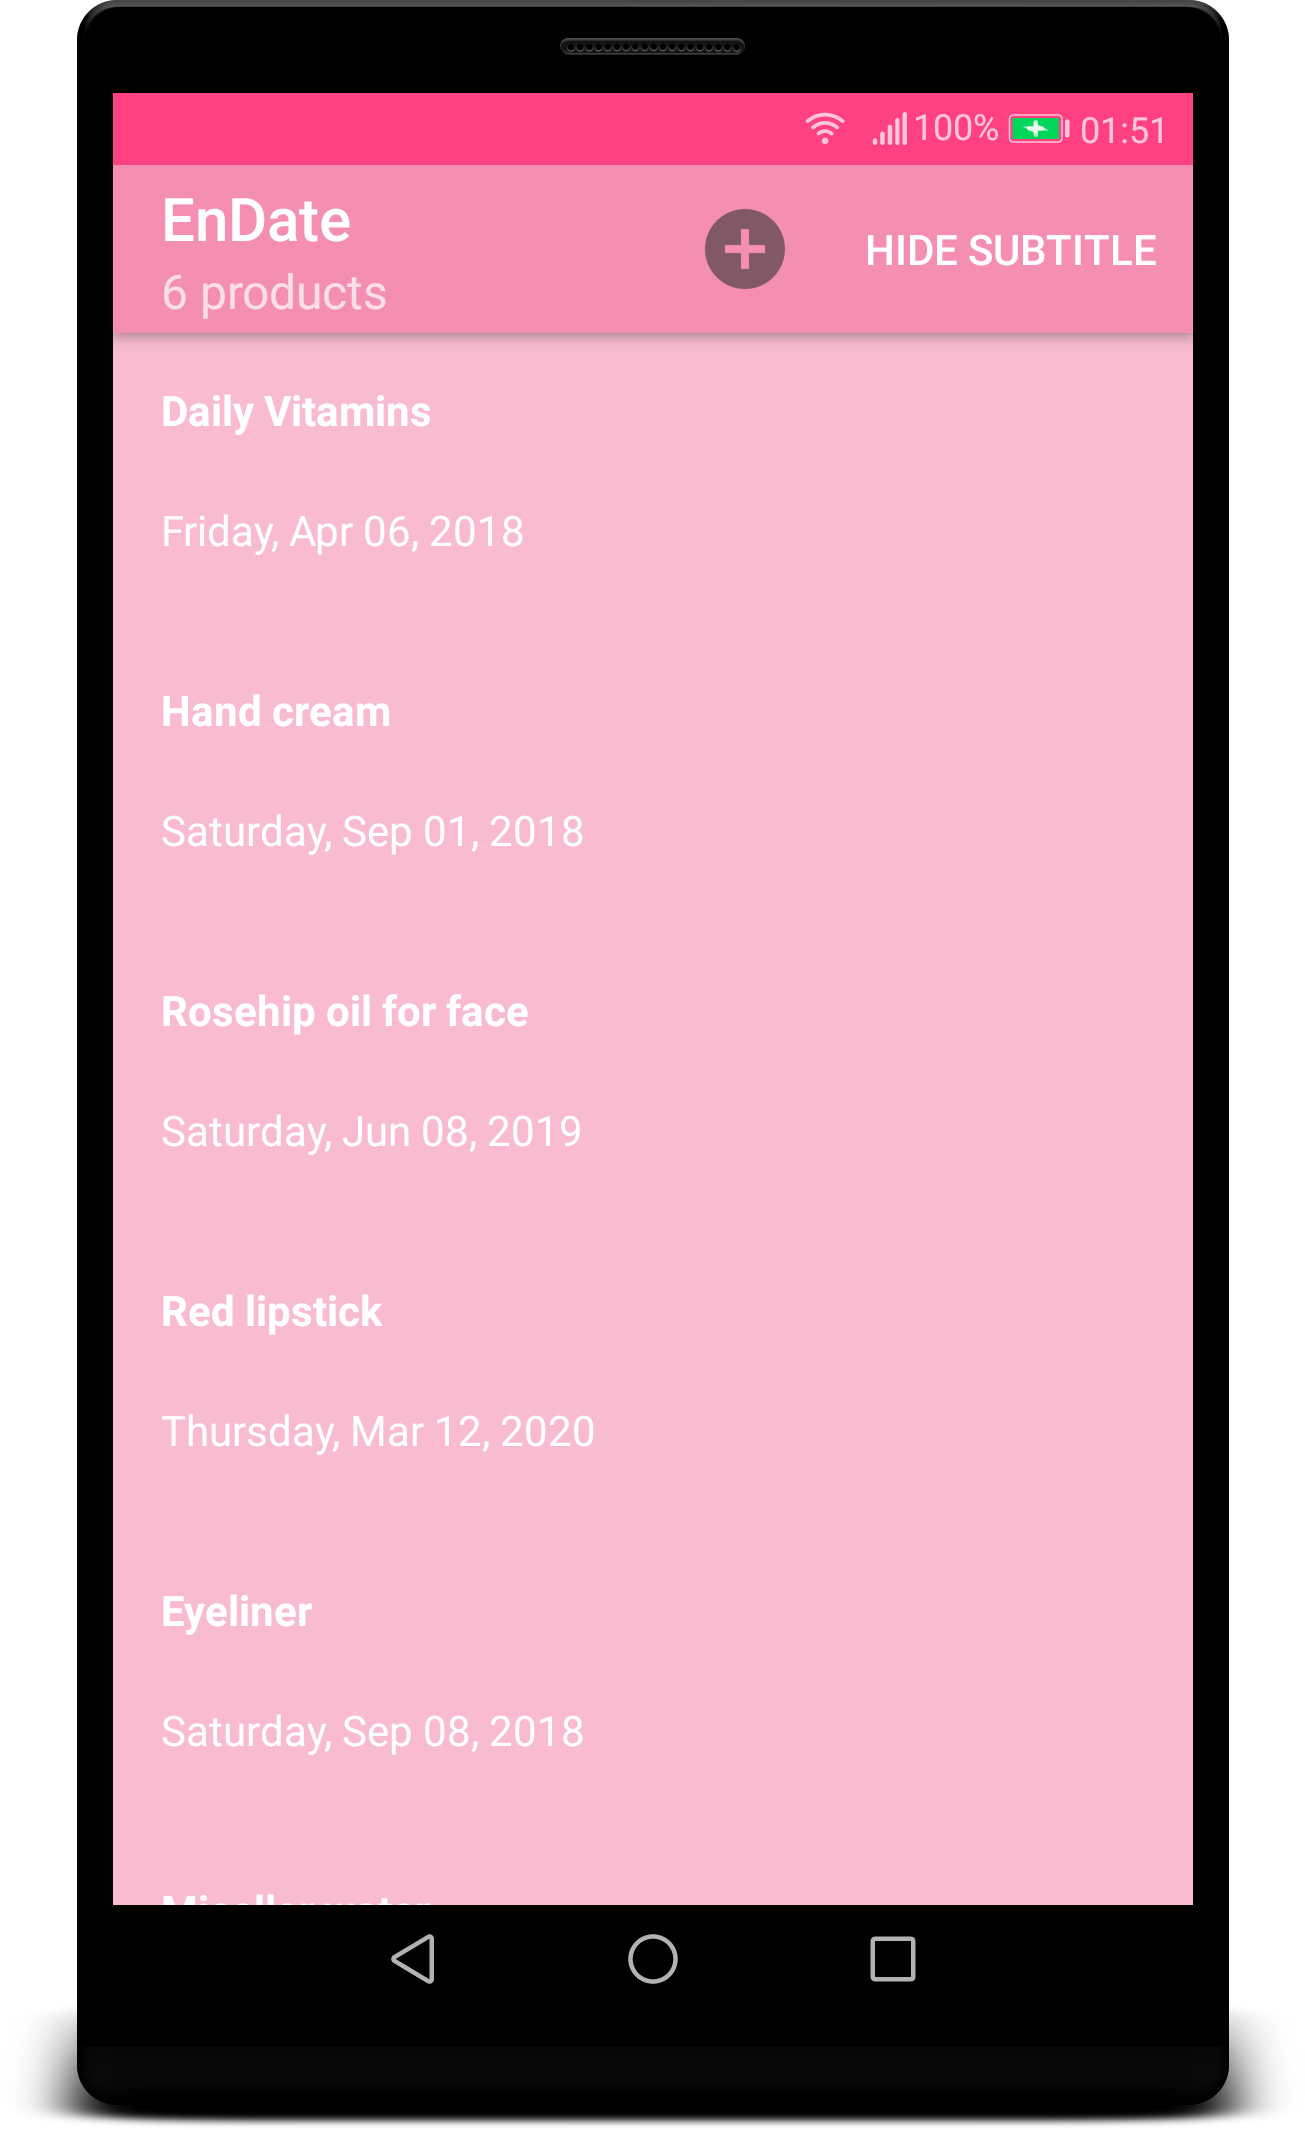 100% 01:51
EnDate
6 products
HIDE SUBTITLE
Daily Vitamins
Friday, Apr 06, 2018
Hand cream
Saturday, Sep 01, 2018
Rosehip oil for face
Saturday, Jun 08, 2019
Red lipstick
Thursday, Mar 12, 2020
Eyeliner
Saturday, Sep 08, 2018